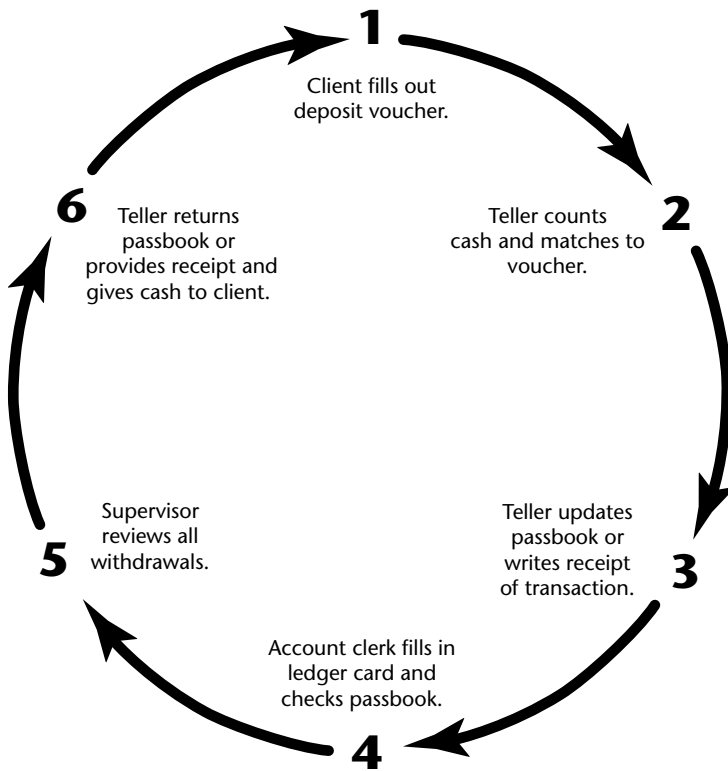 1
Client fills out
deposit voucher.
2
Teller counts
cash and matches to
voucher.
3
Teller updates
passbook or
writes receipt
of transaction.
4
Account clerk fills in
ledger card and
checks passbook.
5
Supervisor
reviews all
withdrawals.
6
Teller returns
passbook or
provides receipt and
gives cash to client.